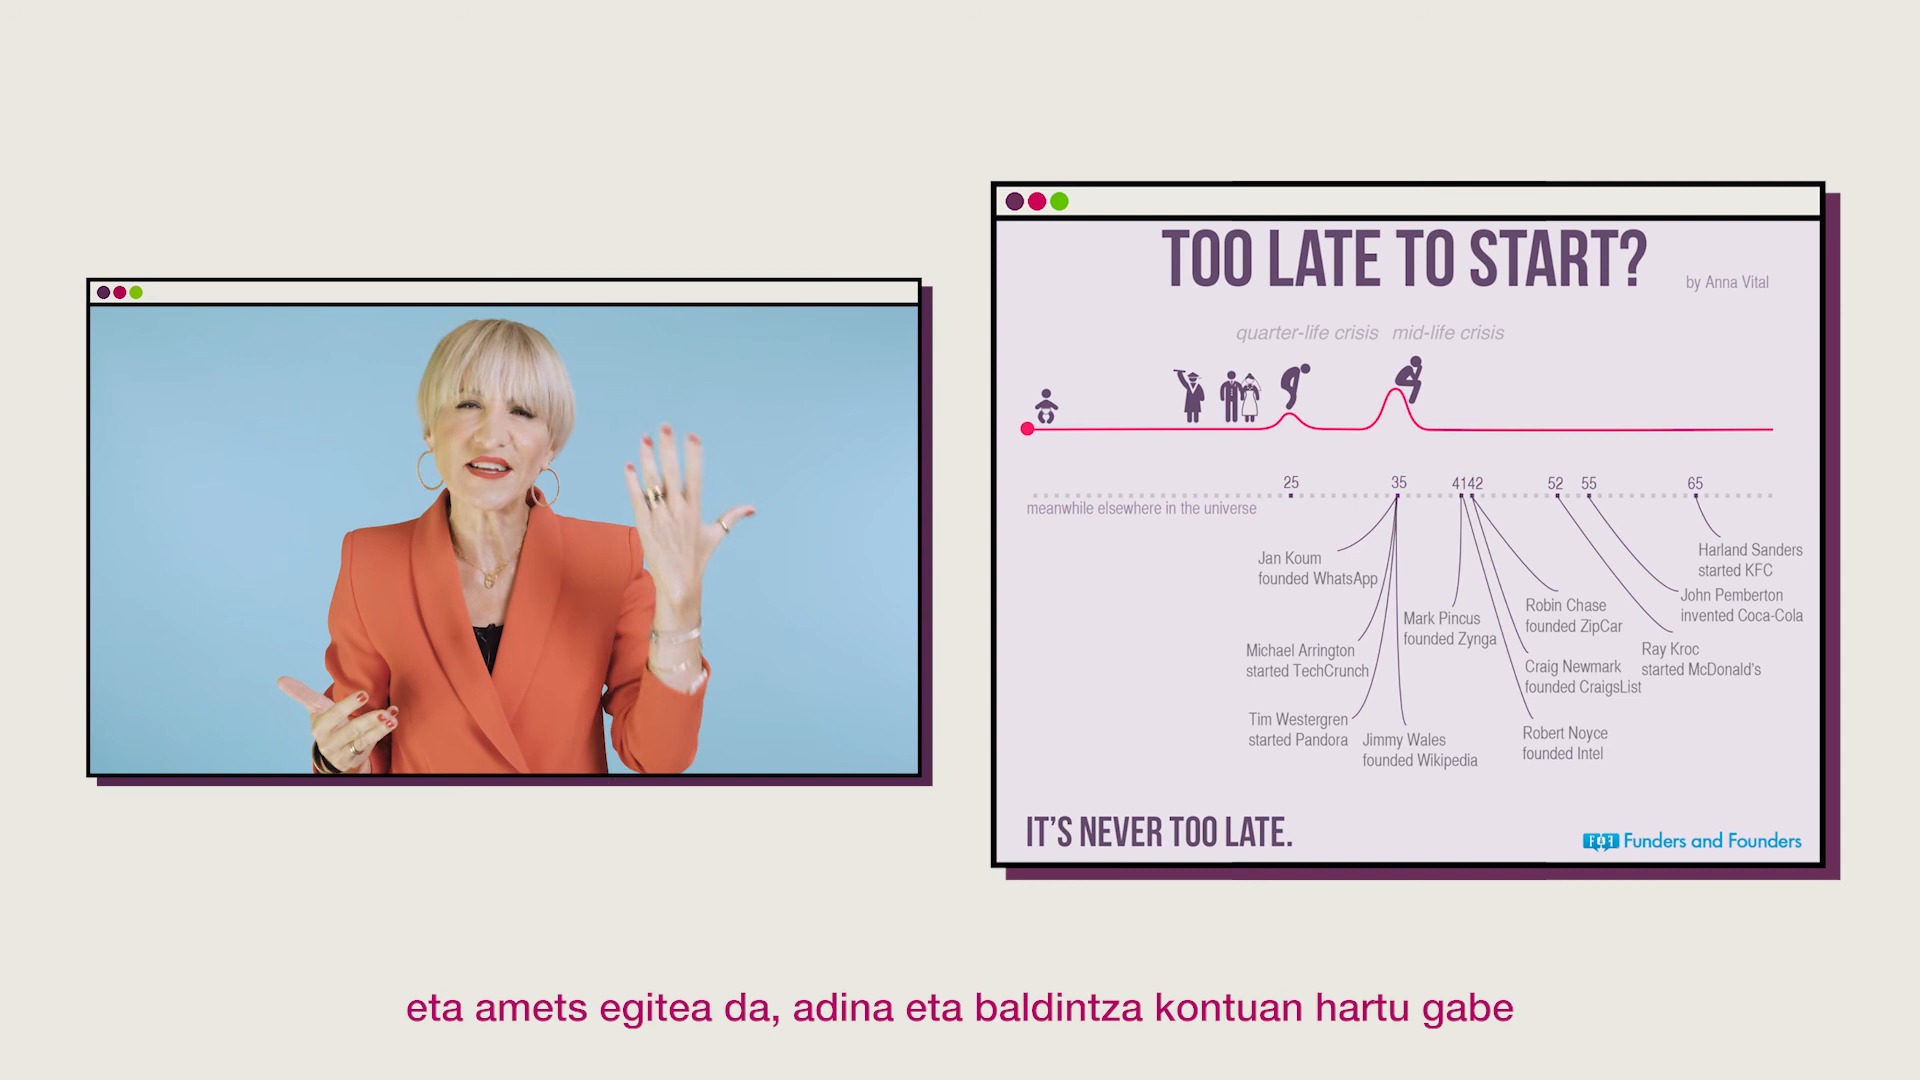 TOO LATE TO START?
by Anna Vital
quarter-life crisis mid-life crisis
25 35 41 42 52 55 65
meanwhile elsewhere in the universe
Jan Koum
founded WhatsApp
Michael Arrington
started TechCrunch
Tim Westergren
started Pandora
Jimmy Wales
founded Wikipedia
Mark Pincus
founded Zynga
Robin Chase
founded ZipCar
Craig Newmark
founded CraigsList
Robert Noyce
founded Intel
Ray Kroc
started McDonald's
John Pemberton
invented Coca-Cola
Harland Sanders
started KFC
IT'S NEVER TOO LATE.
Funders and Founders
eta amets egitea da, adina eta baldintza kontuan hartu gabe